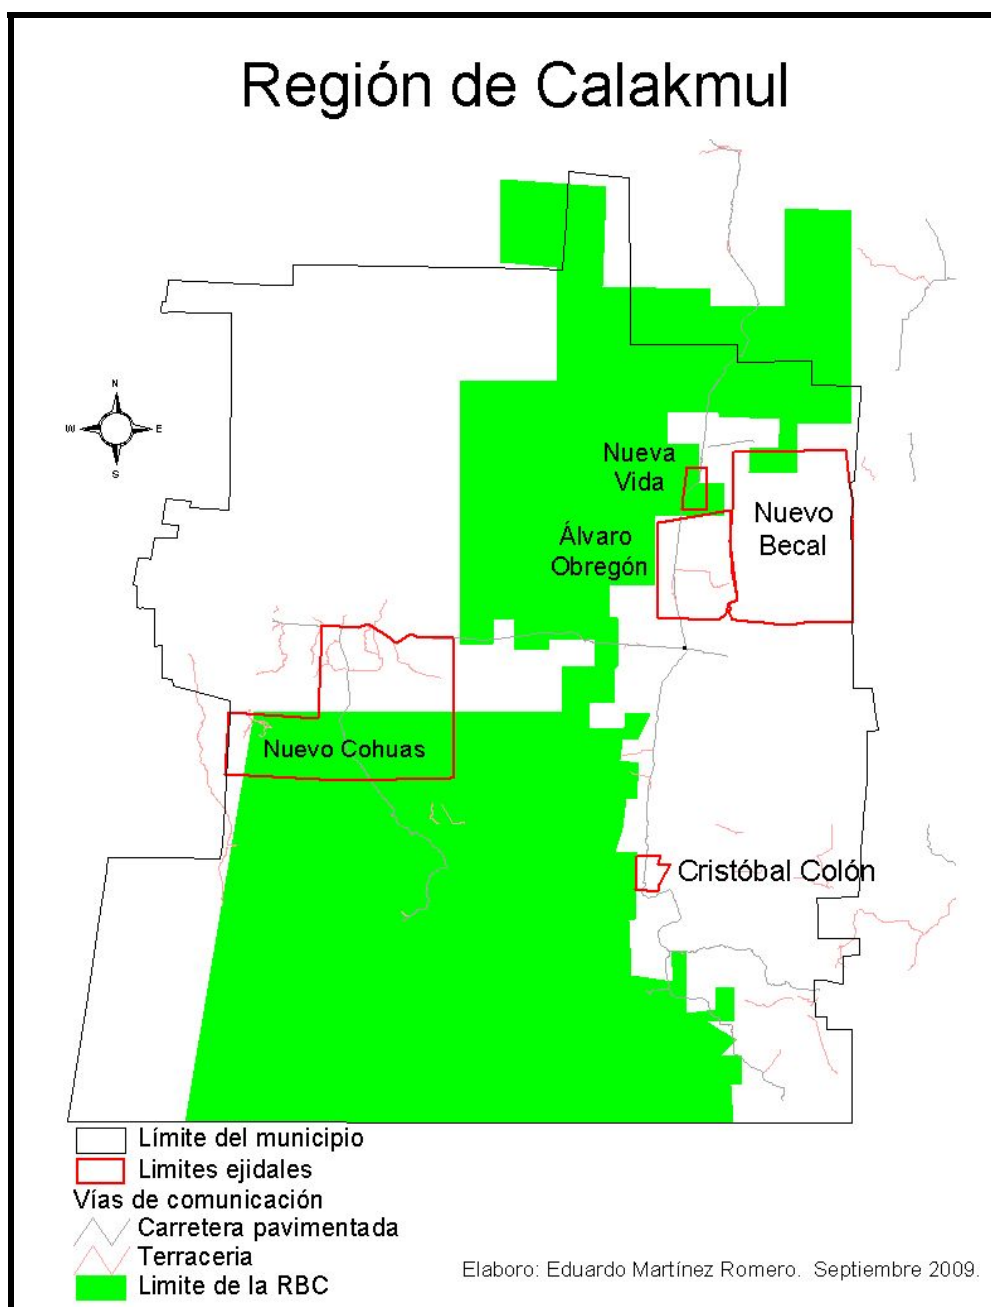 Región de Calakmul
N
W E
S
Nueva
Vida
Álvaro
Obregón
Nuevo
Becal
Nuevo Cohuas
Cristóbal Colón
Límite del municipio
Limites ejidales
Vías de comunicación
Carretera pavimentada
Terraceria
Limite de la RBC
Elaboro: Eduardo Martínez Romero. Septiembre 2009.